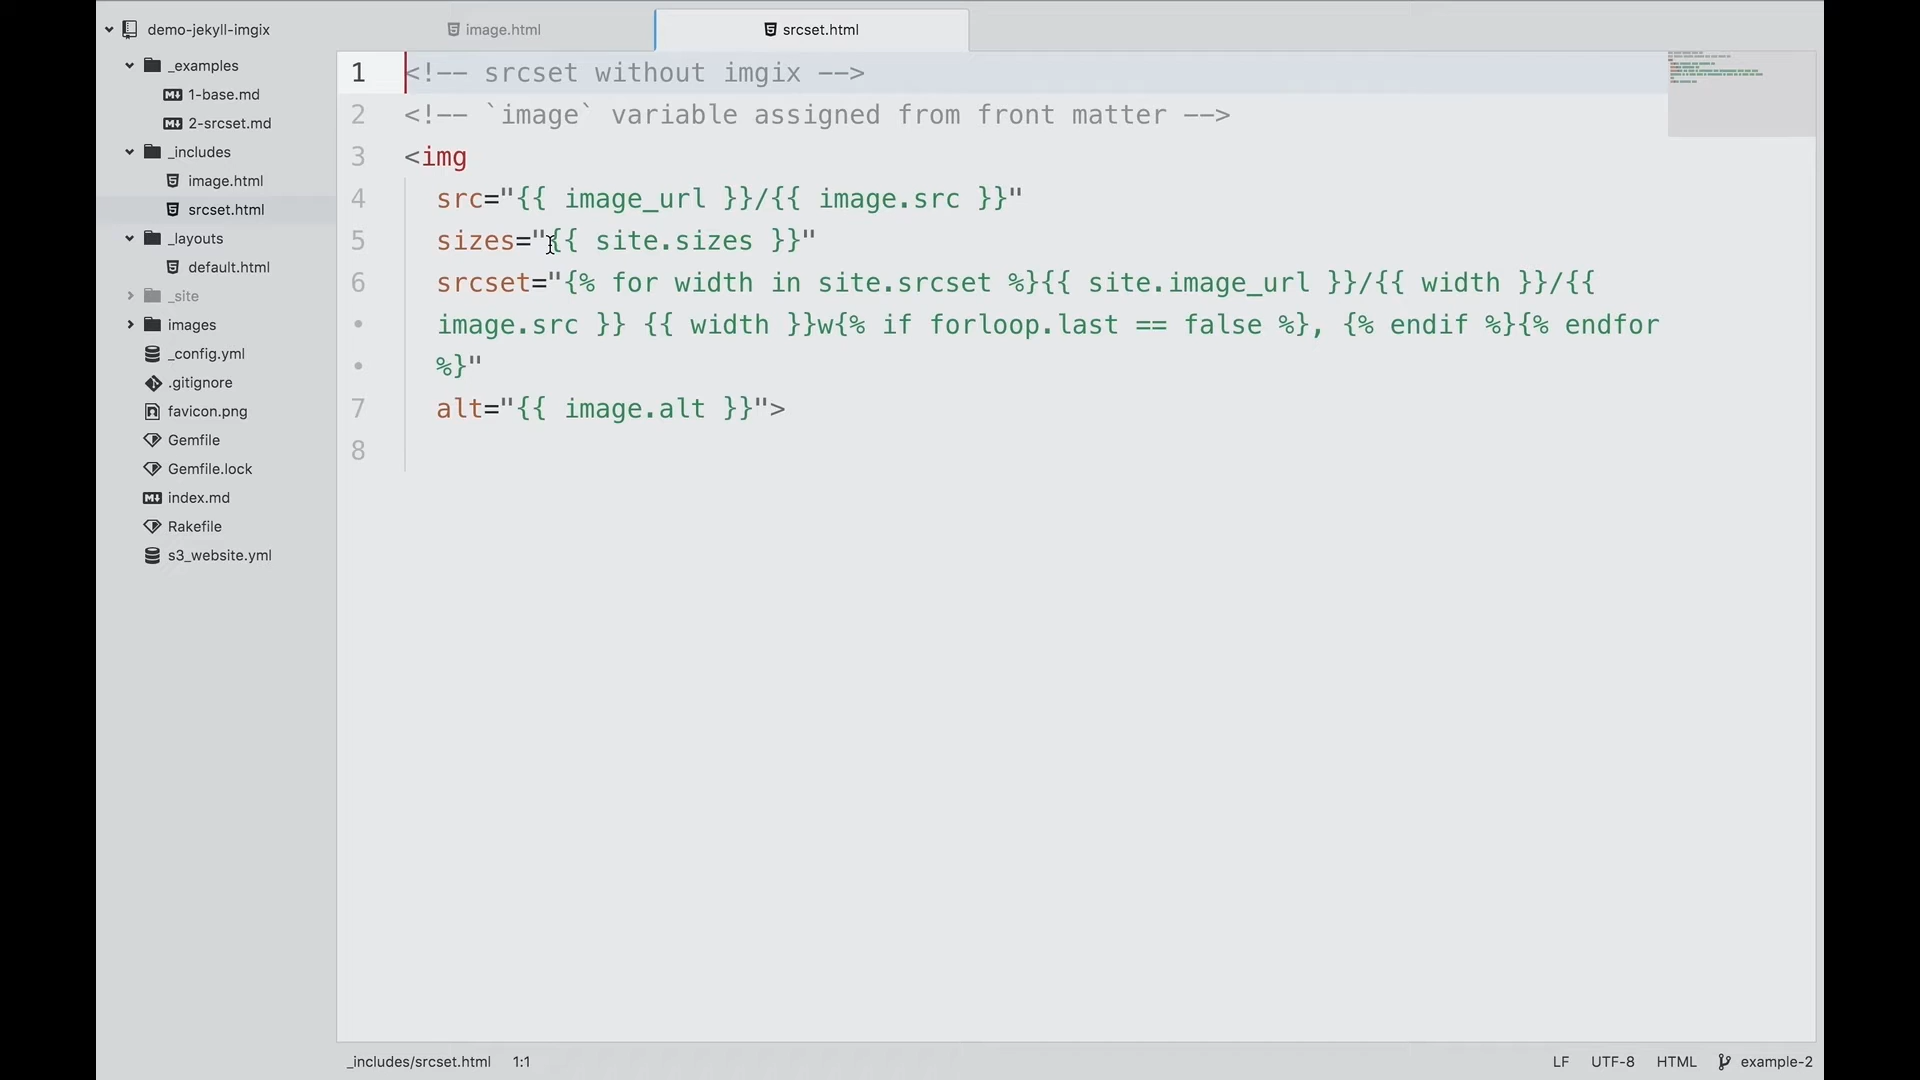 demo-jekyll-imgix
_examples
1-base.md
2-srcset.md
_includes
image.html
srcset.html
_layouts
default.html
_site
images
_config.yml
.gitignore
favicon.png
Gemfile
Gemfile.lock
index.md
Rakefile
s3_website.yml
image.html
srcset.html
1 <!-- srcset without imgix -->
2 <!-- `image` variable assigned from front matter -->
3 <img
4 src="{{ image_url }}/{{ image.src }}"
5 sizes="{{ site.sizes }}"
6 srcset="{% for width in site.srcset %}{{ site.image_url }}/{{ width }}/{{
• image.src }} {{ width }}w{% if forloop.last == false %}, {% endif %}{% endfor
• %}"
7 alt="{{ image.alt }}">
8
_includes/srcset.html 1:1 LF UTF-8 HTML example-2